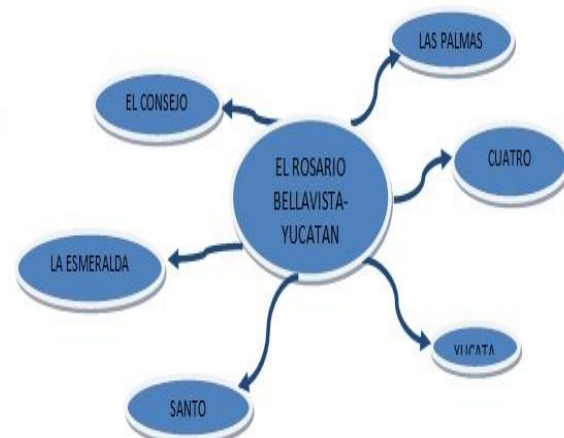 LAS PALMAS
EL CONSEJO
CUATRO
EL ROSARIO
BELLAVISTA-
YUCATAN
LA ESMERALDA
YUCATA
SANTO